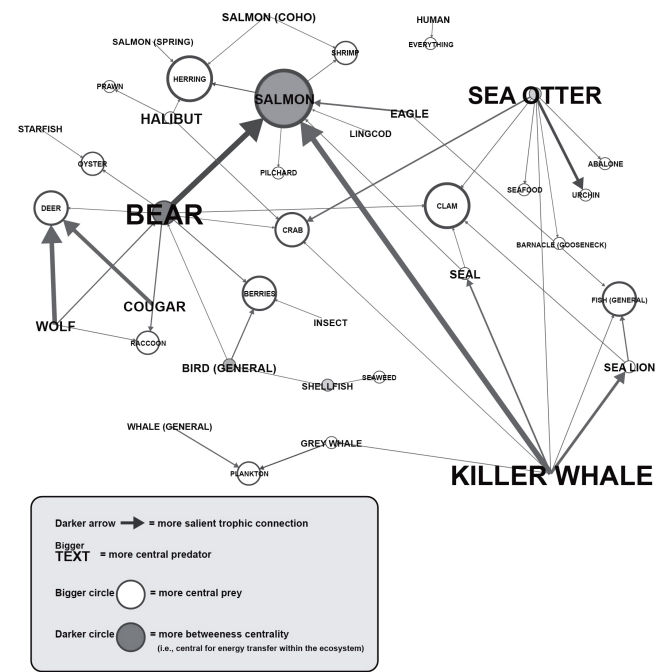 SALMON (COHO)
HUMAN
SALMON (SPRING)
EVERYTHING
SHRIMP
HERRING
PRAWN
SALMON
SEA OTTER
HALIBUT
EAGLE
STARFISH
LINGCOD
OYSTER
ABALONE
PILCHARD
SEAFOOD
URCHIN
DEER
BEAR
CLAM
CRAB
BARNACLE (GOOSENECK)
SEAL
BERRIES
FISH (GENERAL)
COUGAR
WOLF
INSECT
RACCOON
BIRD (GENERAL)
SEA LION
SEAWEED
SHELLFISH
WHALE (GENERAL)
GREY WHALE
PLANKTON
KILLER WHALE
Darker arrow = more salient trophic connection
Bigger
TEXT = more central predator
Bigger circle = more central prey
Darker circle = more betweeness centrality
(i.e., central for energy transfer within the ecosystem)